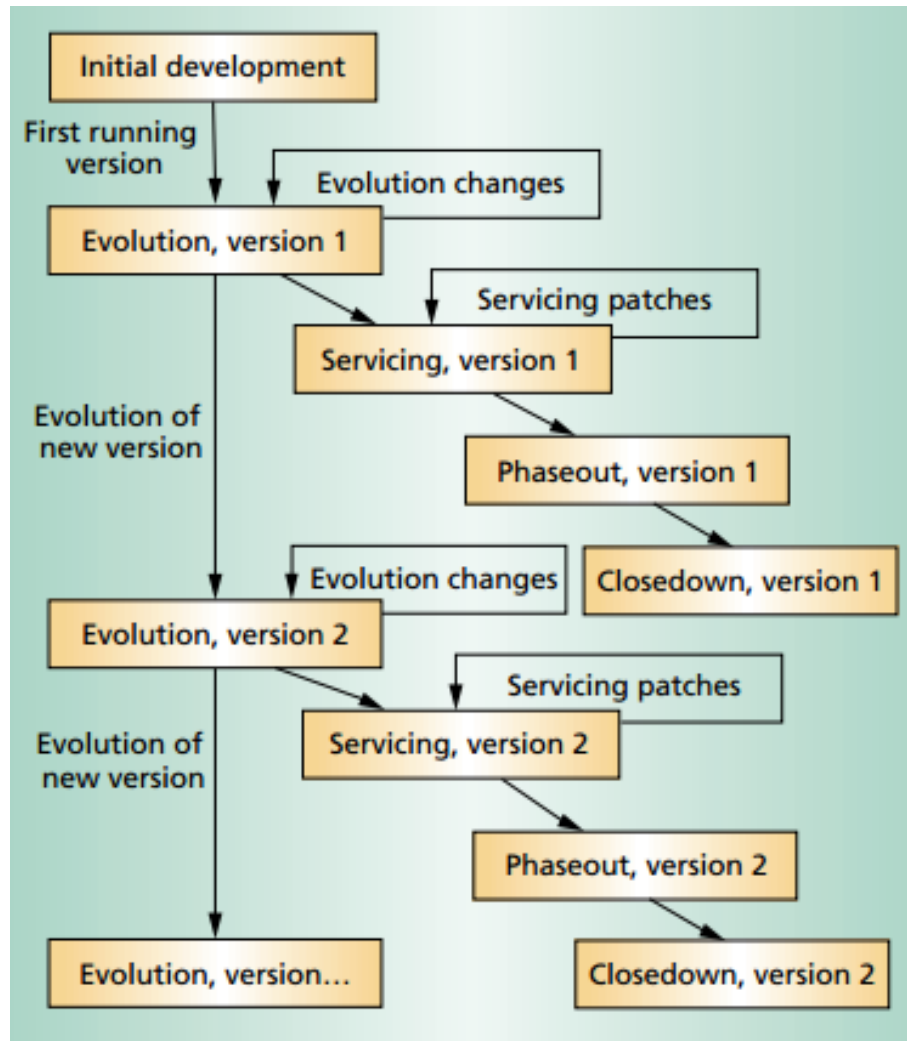 Initial development
First running
version
Evolution changes
Evolution, version 1
Servicing patches
Servicing, version 1
Evolution of
new version
Phaseout, version 1
Closedown, version 1
Evolution changes
Evolution, version 2
Servicing patches
Servicing, version 2
Evolution of
new version
Phaseout, version 2
Evolution, version...
Closedown, version 2